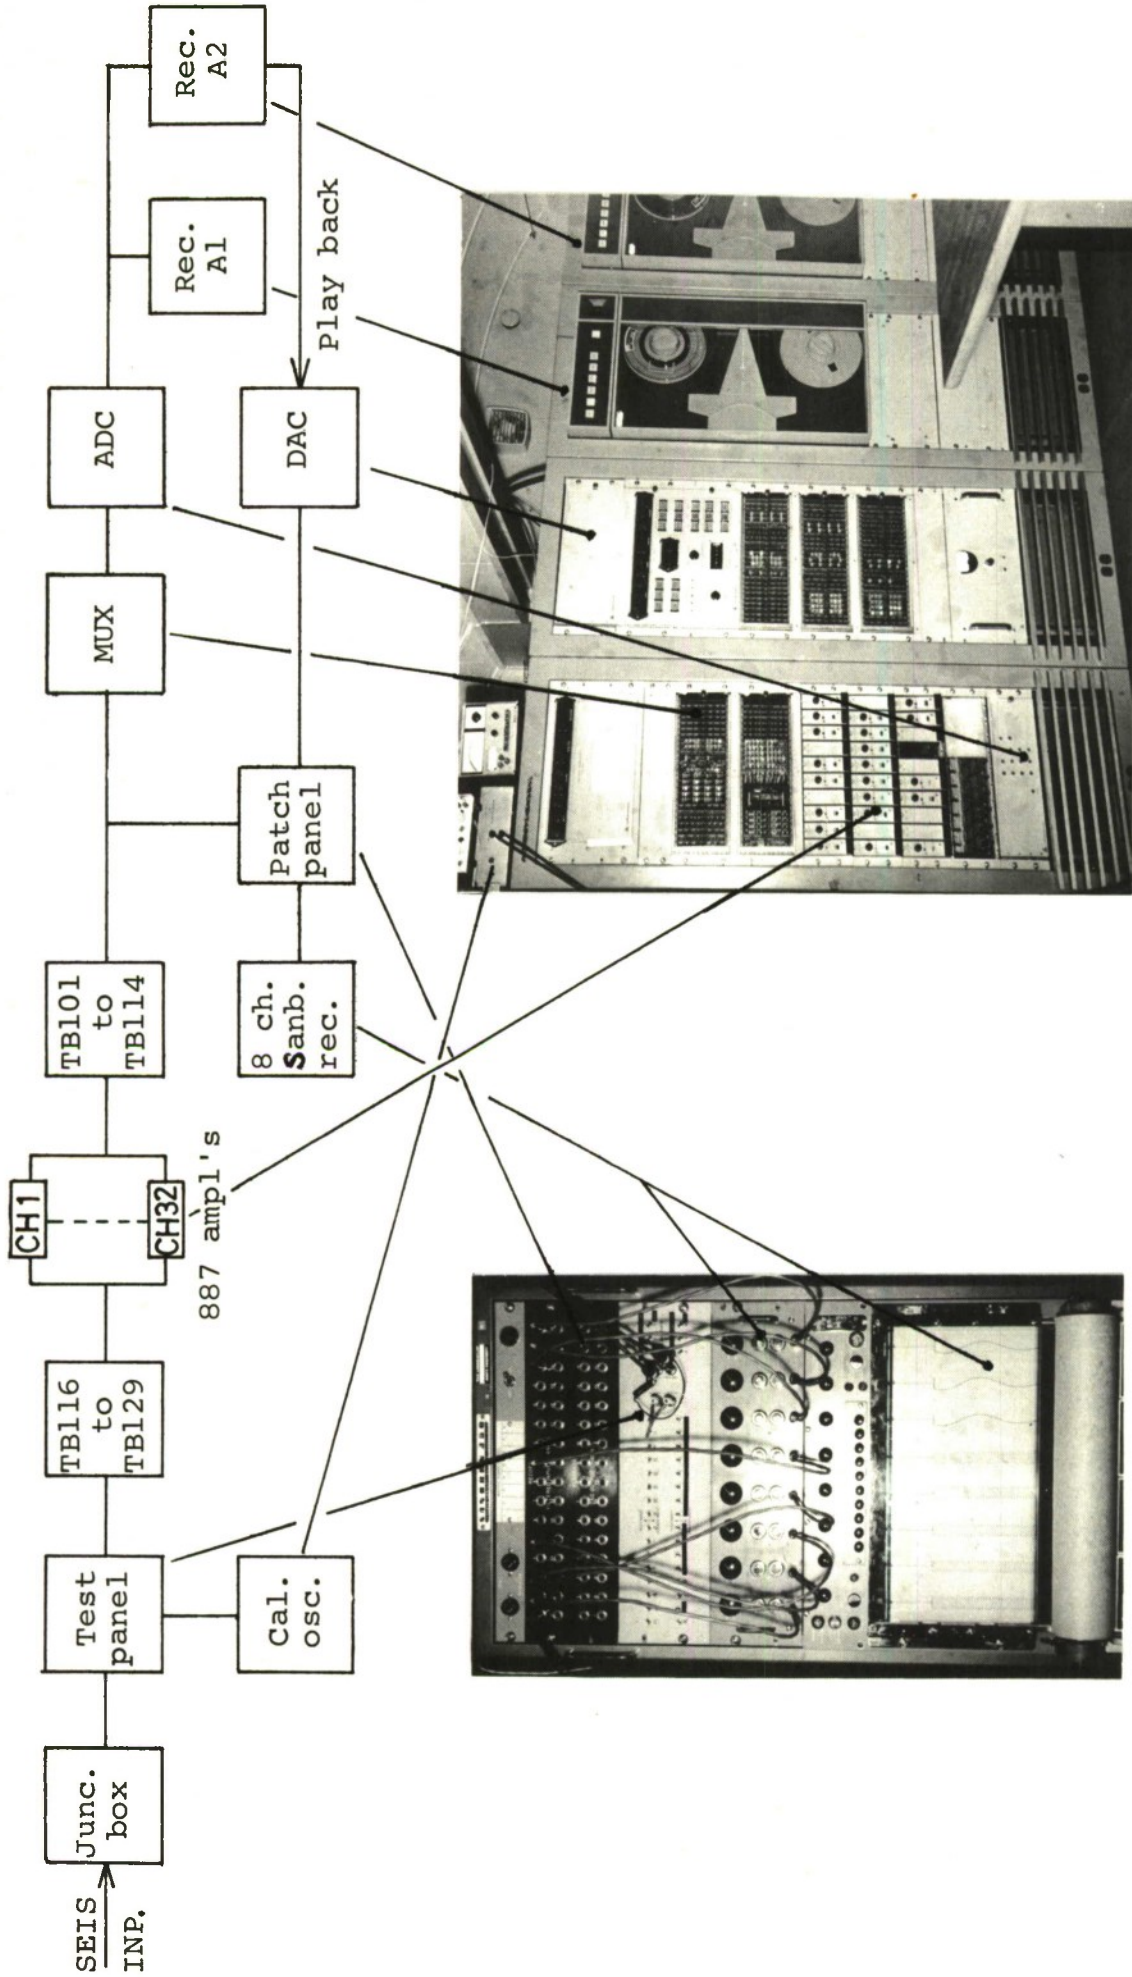 SEIS
INP.
Junc.
box
Test
panel
Cal.
osc.
TB116
to
TB129
CH1
CH32
887 ampl's
TB101
to
TB114
8 ch.
Sanb.
rec.
Patch
panel
MUX
ADC
DAC
Play back
Rec.
A1
Rec.
A2